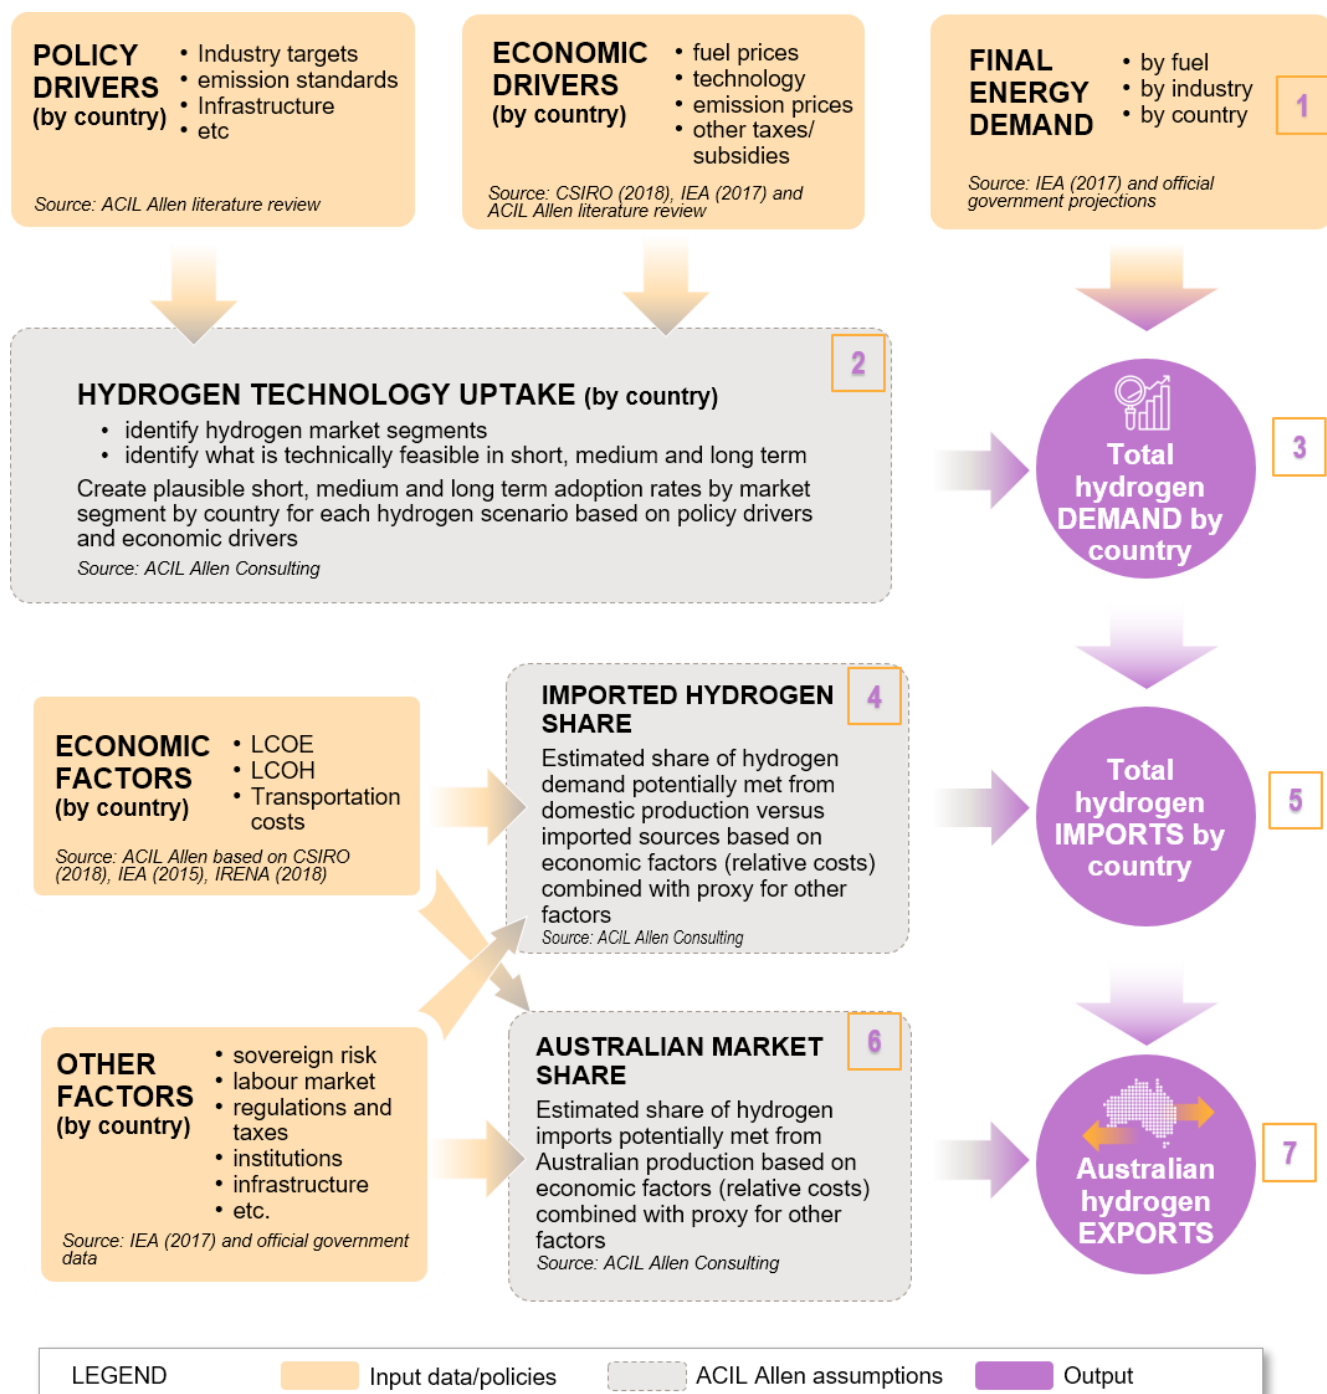 POLICY
DRIVERS
(by country)
• Industry targets
• emission standards
• Infrastructure
• etc
Source: ACIL Allen literature review
ECONOMIC
DRIVERS
(by country)
• fuel prices
• technology
• emission prices
• other taxes/
subsidies
Source: CSIRO (2018), IEA (2017) and
ACIL Allen literature review
FINAL
ENERGY
DEMAND
• by fuel
• by industry
• by country
1
Source: IEA (2017) and official
government projections
2
HYDROGEN TECHNOLOGY UPTAKE (by country)
• identify hydrogen market segments
• identify what is technically feasible in short, medium and long term
Create plausible short, medium and long term adoption rates by market
segment by country for each hydrogen scenario based on policy drivers
and economic drivers
Source: ACIL Allen Consulting
Total
hydrogen
DEMAND by
country
3
ECONOMIC
FACTORS
(by country)
• LCOE
• LCOH
• Transportation
costs
Source: ACIL Allen based on CSIRO
(2018), IEA (2015), IRENA (2018)
IMPORTED HYDROGEN
SHARE
4
Estimated share of hydrogen
demand potentially met from
domestic production versus
imported sources based on
economic factors (relative costs)
combined with proxy for other
factors
Source: ACIL Allen Consulting
Total
hydrogen
IMPORTS by
country
5
OTHER
FACTORS
(by country)
• sovereign risk
• labour market
• regulations and
taxes
• institutions
• infrastructure
• etc.
Source: IEA (2017) and official government
data
AUSTRALIAN MARKET
SHARE
6
Estimated share of hydrogen
imports potentially met from
Australian production based on
economic factors (relative costs)
combined with proxy for other
factors
Source: ACIL Allen Consulting
Australian
hydrogen
EXPORTS
7
LEGEND
Input data/policies
ACIL Allen assumptions
Output